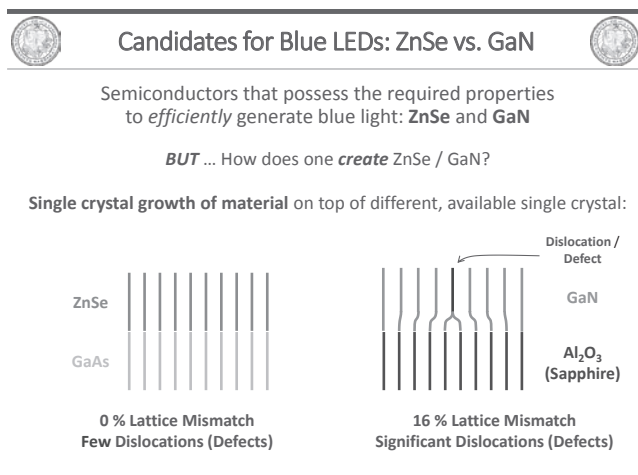 Candidates for Blue LEDs: ZnSe vs. GaN
Semiconductors that possess the required properties
to efficiently generate blue light: ZnSe and GaN
BUT ... How does one create ZnSe / GaN?
Single crystal growth of material on top of different, available single crystal:
Dislocation /
Defect
ZnSe
GaN
GaAs
Al₂O₃
(Sapphire)
0 % Lattice Mismatch
Few Dislocations (Defects)
16 % Lattice Mismatch
Significant Dislocations (Defects)